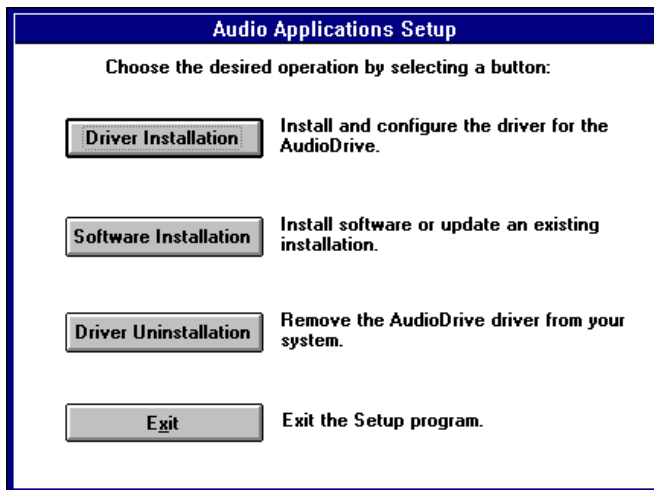 Audio Applications Setup
Choose the desired operation by selecting a button:
Driver Installation
Install and configure the driver for the
AudioDrive.
Software Installation
Install software or update an existing
installation.
Driver Uninstallation
Remove the AudioDrive driver from your
system.
Exit
Exit the Setup program.